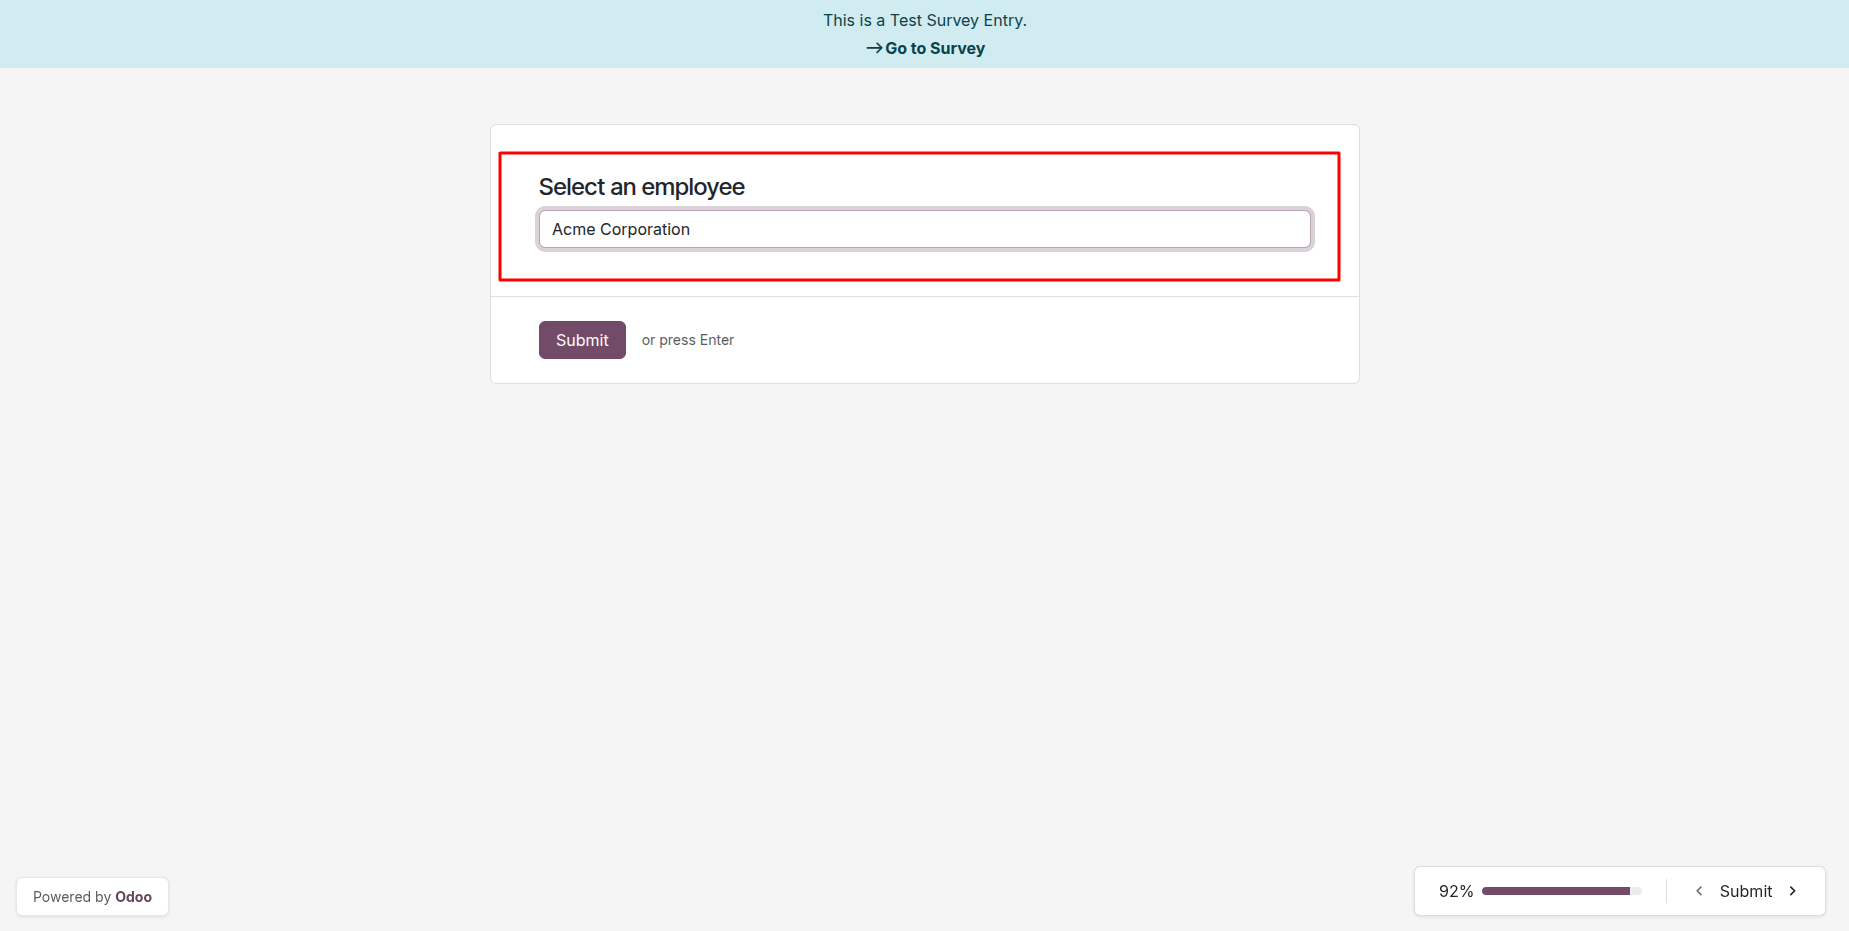 This is a Test Survey Entry.
→Go to Survey
Select an employee
Acme Corporation
Submit or press Enter
Powered by Odoo
92% Submit